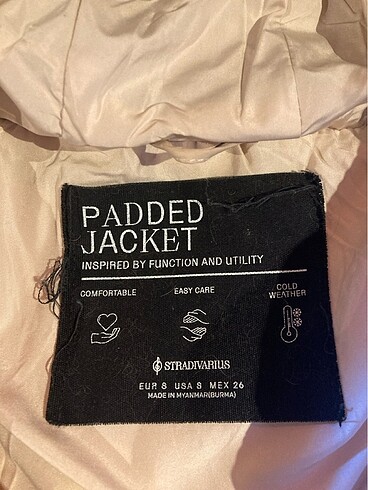 PADDED
JACKET
INSPIRED BY FUNCTION AND UTILITY
COMFORTABLE
EASY CARE
COLD
WEATHER
STRADIVARIUS
EUR S USA S MEX 26
MADE IN MYANMAR(BURMA)